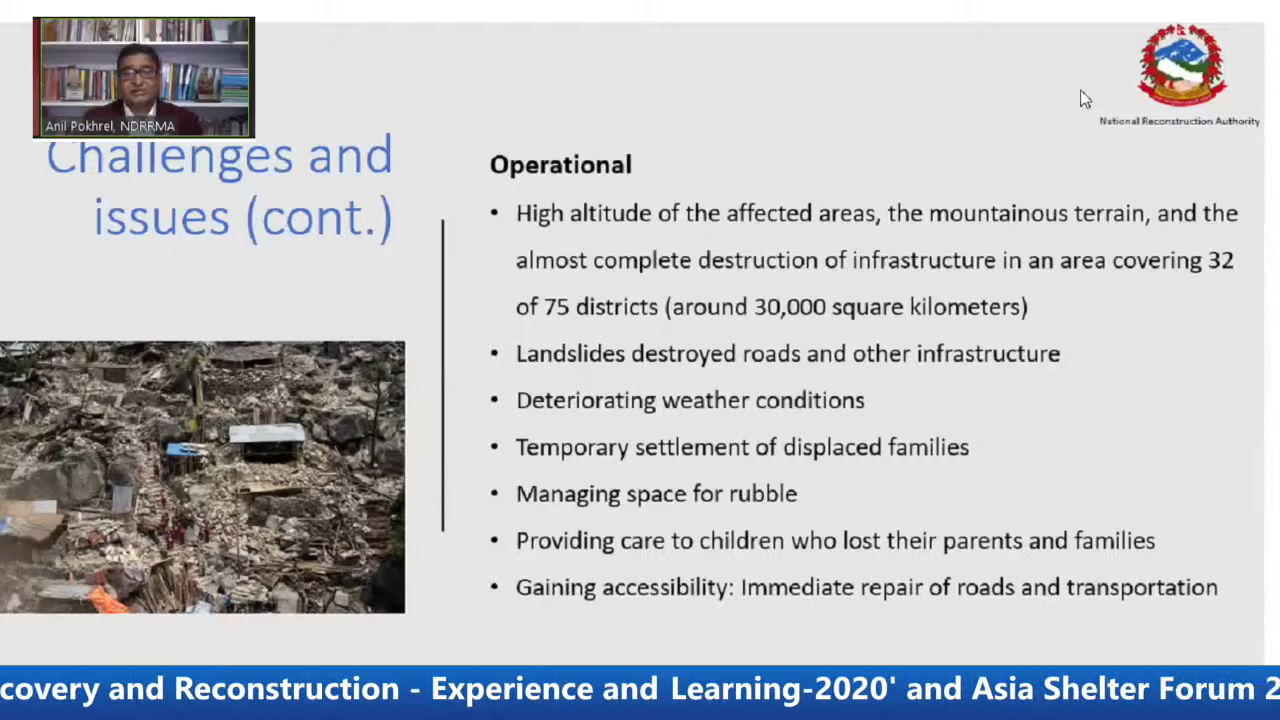 Anil Pokhrel, NDRRMA
National Reconstruction Authority
Challenges and
issues (cont.)
Operational
• High altitude of the affected areas, the mountainous terrain, and the
almost complete destruction of infrastructure in an area covering 32
of 75 districts (around 30,000 square kilometers)
• Landslides destroyed roads and other infrastructure
• Deteriorating weather conditions
• Temporary settlement of displaced families
• Managing space for rubble
• Providing care to children who lost their parents and families
• Gaining accessibility: Immediate repair of roads and transportation
covery and Reconstruction - Experience and Learning-2020' and Asia Shelter Forum 2